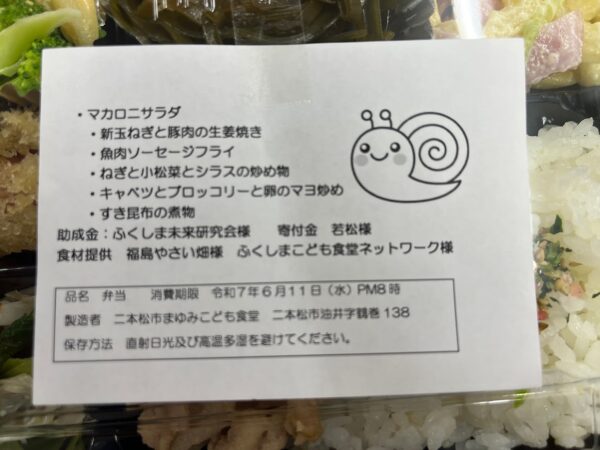 ・マカロニサラダ
・新玉ねぎと豚肉の生姜焼き
・魚肉ソーセージフライ
・ねぎと小松菜とシラスの炒め物
・キャベツとブロッコリーと卵のマヨ炒め
・すき昆布の煮物
助成金：ふくしま未来研究会様　寄付金　若松様
食材提供　福島やさい畑様　ふくしまこども食堂ネットワーク様
品名　弁当　消費期限　令和7年6月11日（水）PM8時
製造者　二本松市まゆみこども食堂　二本松市油井字鶴巻138
保存方法　直射日光及び高温多湿を避けてください。